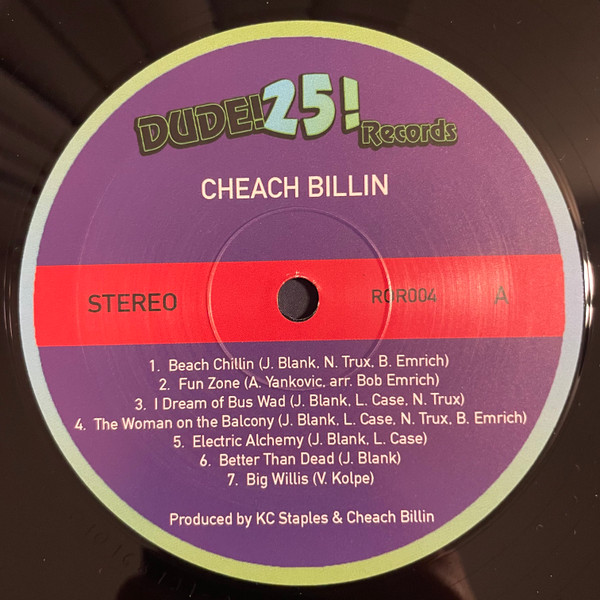 DUDE!25!
Records
CHEACH BILLIN
STEREO ROR004 A
1. Beach Chillin (J. Blank, N. Trux, B. Emrich)
2. Fun Zone (A. Yankovic, arr. Bob Emrich)
3. I Dream of Bus Wad (J. Blank, L. Case, N. Trux)
4. The Woman on the Balcony (J. Blank, L. Case, N. Trux, B. Emrich)
5. Electric Alchemy (J. Blank, L. Case)
6. Better Than Dead (J. Blank)
7. Big Willis (V. Kolpe)
Produced by KC Staples & Cheach Billin